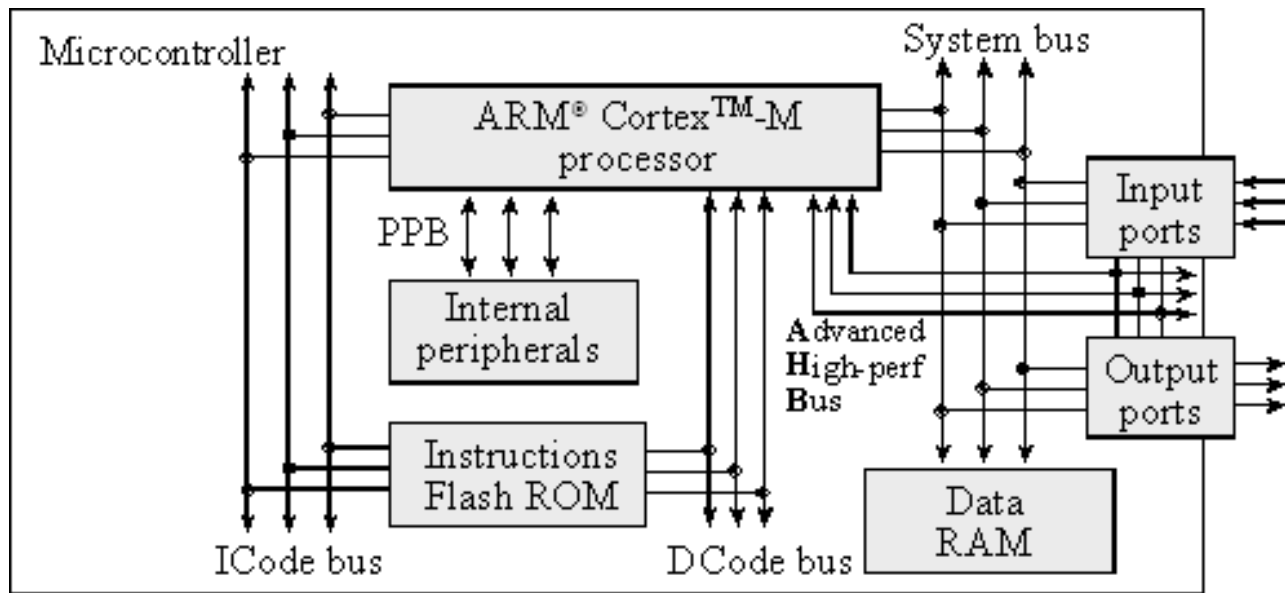 Microcontroller
System bus
ARM® Cortex™-M
processor
Input
ports
PPB
Internal
peripherals
Advanced
High-perf
Bus
Output
ports
Instructions
Flash ROM
Data
RAM
ICode bus
DCode bus